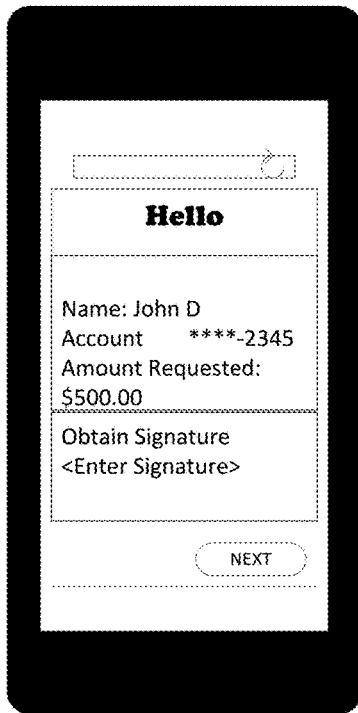 Hello
Name: John D
Account ****-2345
Amount Requested:
$500.00
Obtain Signature
<Enter Signature>
NEXT